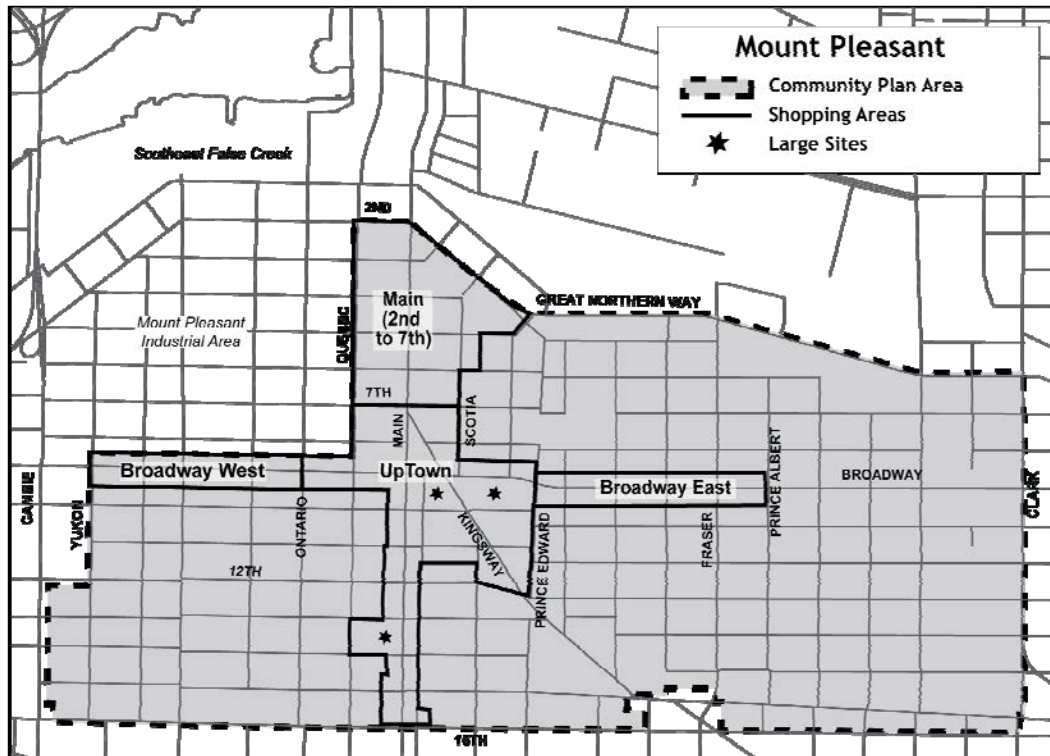 Mount Pleasant
Community Plan Area
Shopping Areas
Large Sites
Southeast False Creek
2ND
GREAT NORTHERN WAY
Main
(2nd
to 7th)
QUEBEC
Mount Pleasant
Industrial Area
7TH
MAIN
SCOTIA
PRINCE ALBERT
Broadway West
UpTown
Broadway East
BROADWAY
CAMBIE
YUKON
ONTARIO
KINGSWAY
PRINCE EDWARD
FRASER
CLARK
12TH
16TH